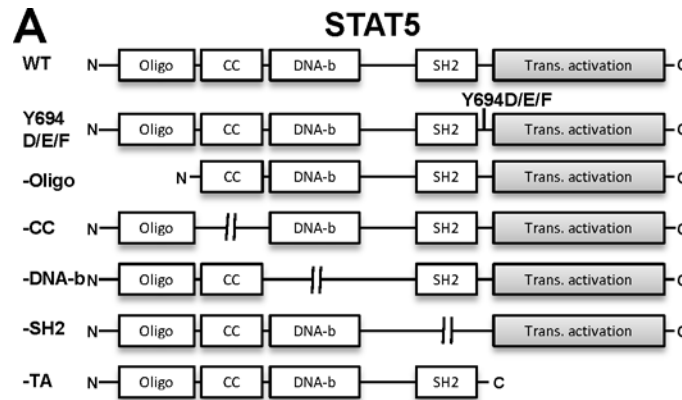 A STAT5
WT N Oligo CC DNA-b SH2 Trans. activation C
Y694D/E/F
Y694
D/E/F N Oligo CC DNA-b SH2 Trans. activation C
-Oligo N CC DNA-b SH2 Trans. activation C
-CC N Oligo DNA-b SH2 Trans. activation C
-DNA-b N Oligo CC SH2 Trans. activation C
-SH2 N Oligo CC DNA-b Trans. activation C
-TA N Oligo CC DNA-b SH2 C